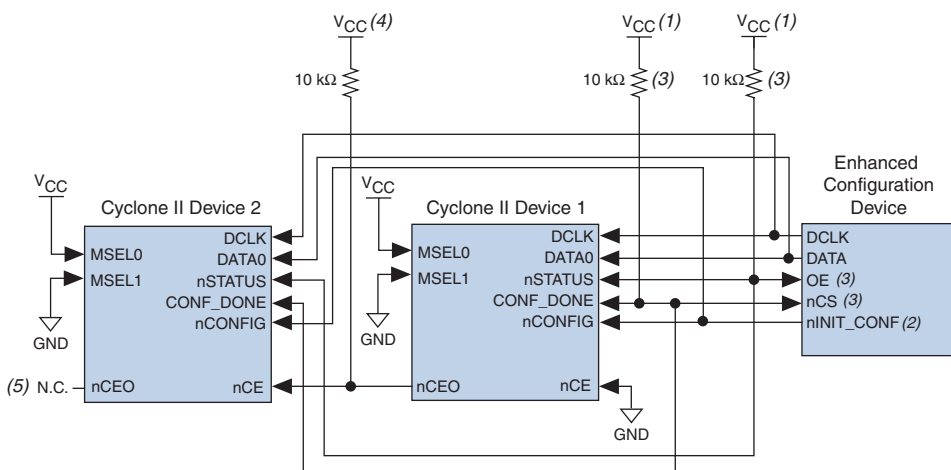 VCC (4)
VCC (1)
VCC (1)
10 kΩ
10 kΩ
(3)
10 kΩ
(3)
Enhanced
Configuration
Device
VCC
Cyclone II Device 2
VCC
Cyclone II Device 1
MSEL0
MSEL1
GND
DCLK
DATA0
nSTATUS
CONF_DONE
nCONFIG
(5) N.C.
nCEO
nCE
MSEL0
MSEL1
GND
DCLK
DATA0
nSTATUS
CONF_DONE
nCONFIG
nCEO
nCE
GND
DCLK
DATA
OE (3)
nCS (3)
nINIT_CONF (2)